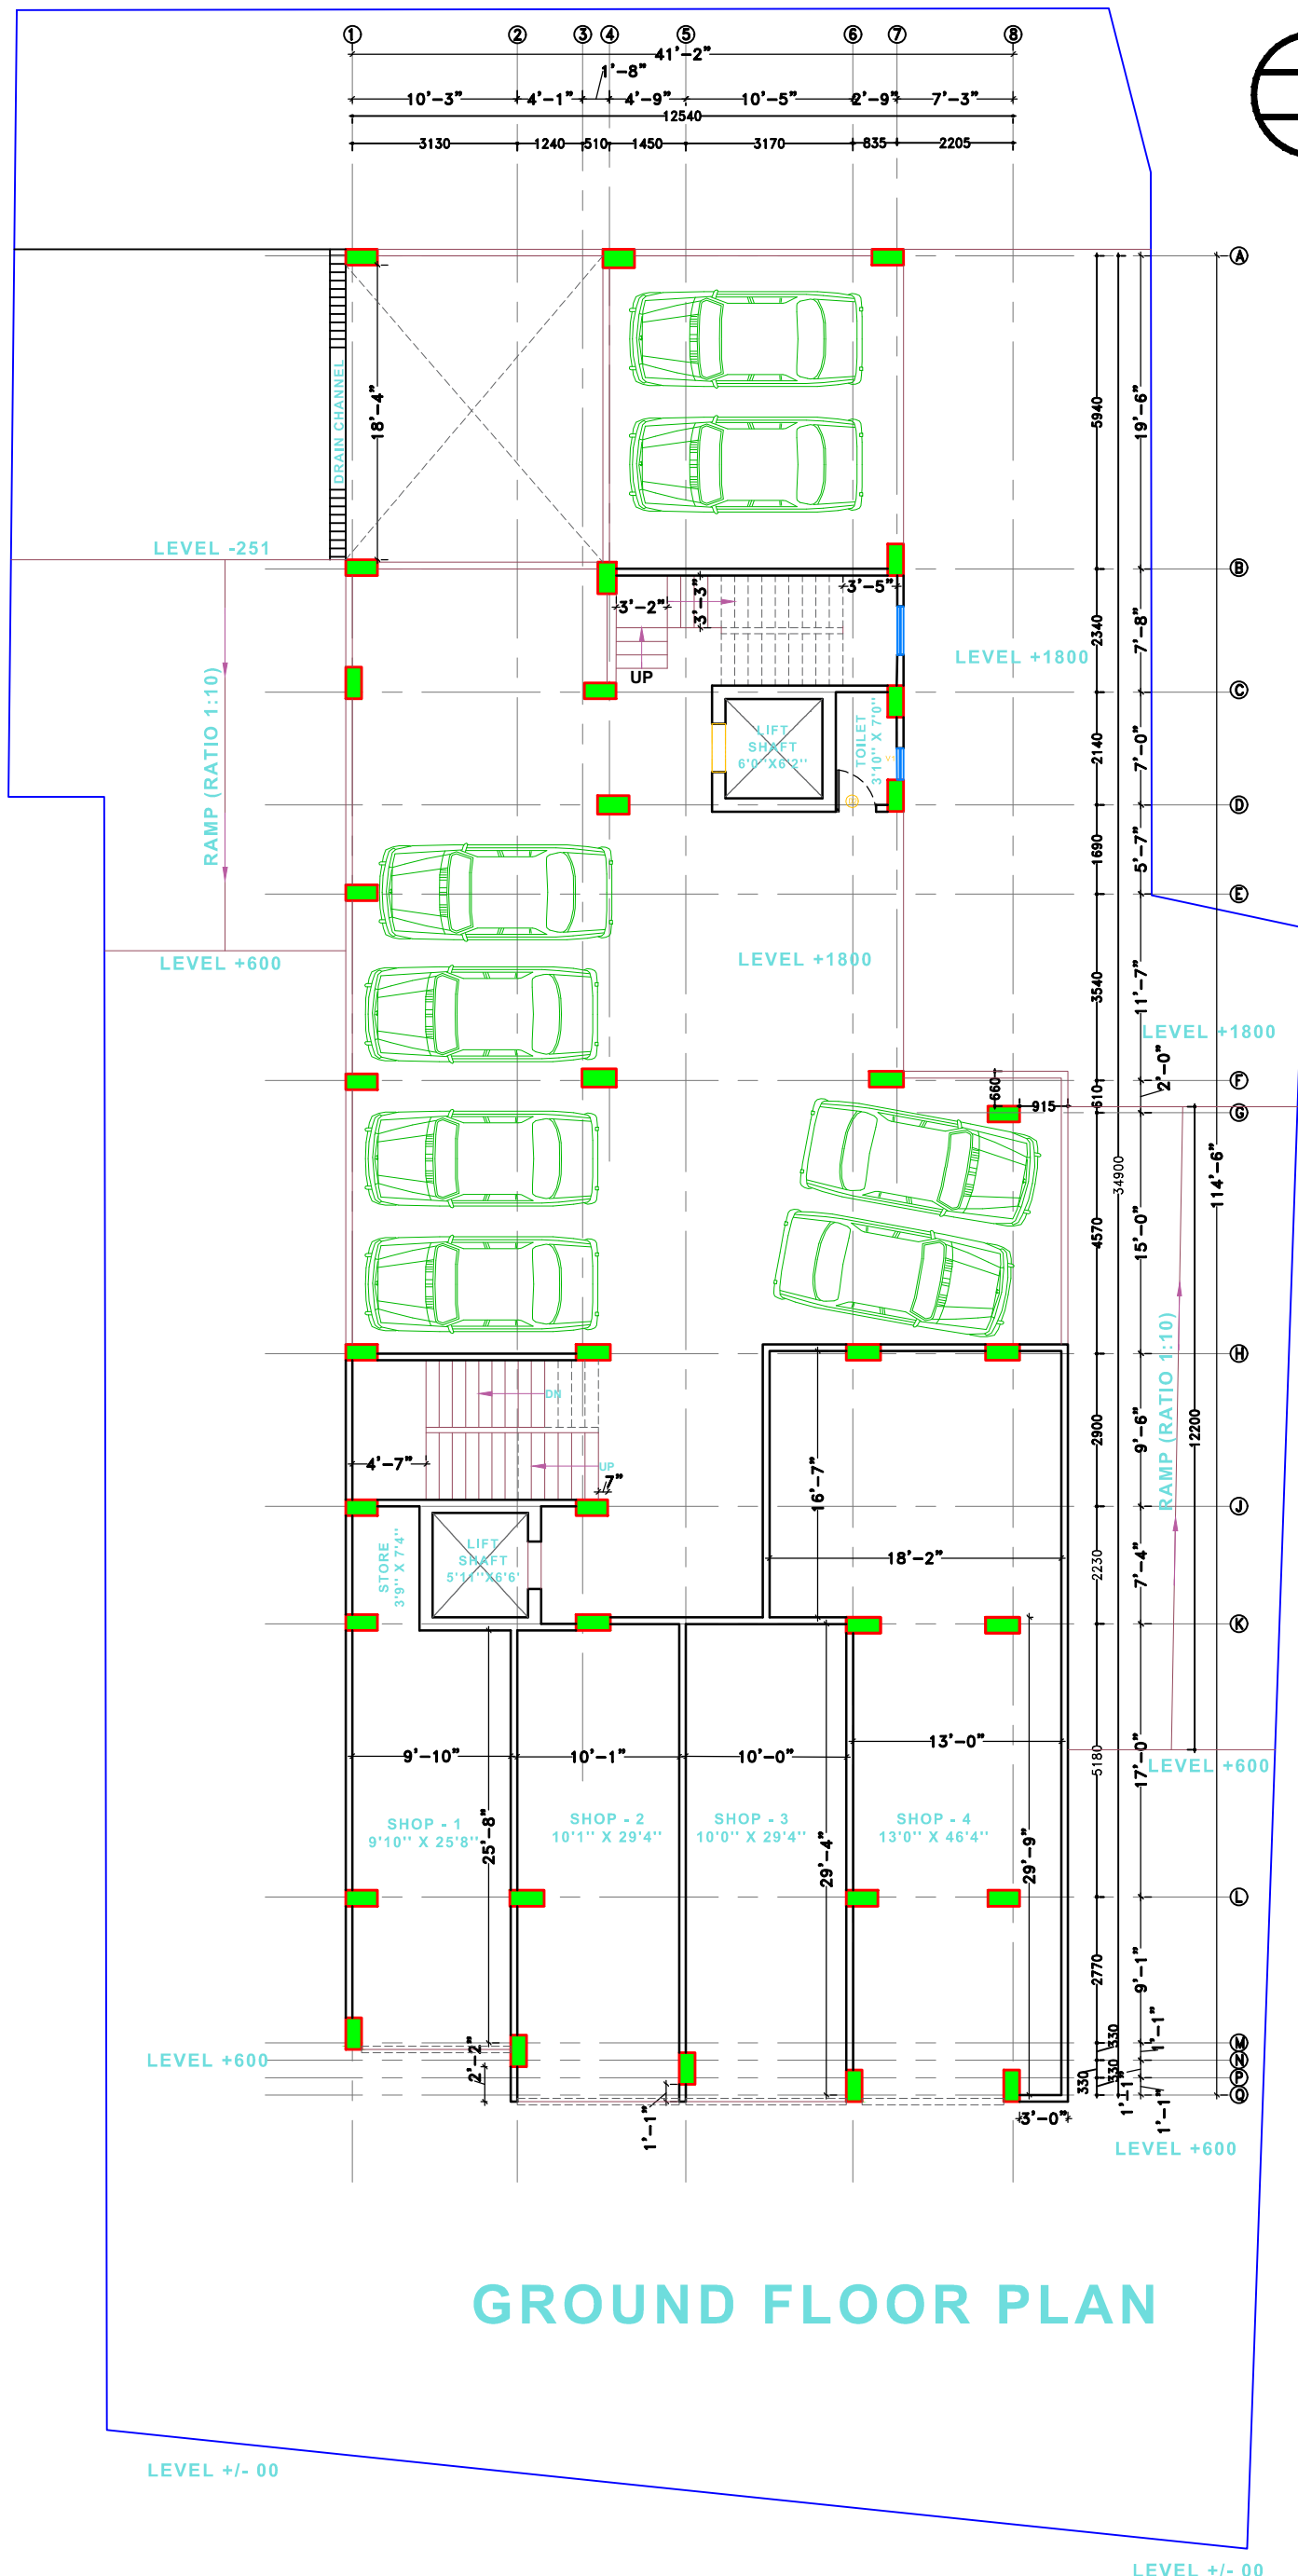 1 2 3 4 5 6 7 8
41'-2"
1'-8"
10'-3" 4'-1" 4'-9" 10'-5" 2'-9" 7'-3"
12540
3130 1240 510 1450 3170 835 2205
A
DRAIN CHANNEL
18'-4"
5940
19'-6"
LEVEL -251
B
3'-2"
3'-3"
3'-5"
UP
2340
7'-8"
LEVEL +1800
C
RAMP (RATIO 1:10)
LIFT
SHAFT
6'0"X6'2"
TOILET
3'10" X 7'0"
V1
2140
7'-0"
D
1690
5'-7"
E
LEVEL +600
LEVEL +1800
3540
11'-7"
LEVEL +1800
2'-0"
F
660
610
915
G
34900
114'-6"
4570
15'-0"
RAMP (RATIO 1:10)
12200
H
DN
UP
4'-7"
7"
16'-7"
2900
9'-6"
J
STORE
3'9" X 7'4"
LIFT
SHAFT
5'11"X6'6'
18'-2"
2230
7'-4"
K
9'-10" 10'-1" 10'-0" 13'-0"
5180
17'-0"
LEVEL +600
SHOP - 1
9'10" X 25'8"
25'-8"
SHOP - 2
10'1" X 29'4"
SHOP - 3
10'0" X 29'4"
29'-4"
SHOP - 4
13'0" X 46'4"
29'-9"
L
2770
9'-1"
330
1'-1"
M
LEVEL +600
2'-2"
N
330
330
P
1'-1"
1'-1"
Q
1'-1"
3'-0"
LEVEL +600
GROUND FLOOR PLAN
LEVEL +/- 00
LEVEL +/- 00